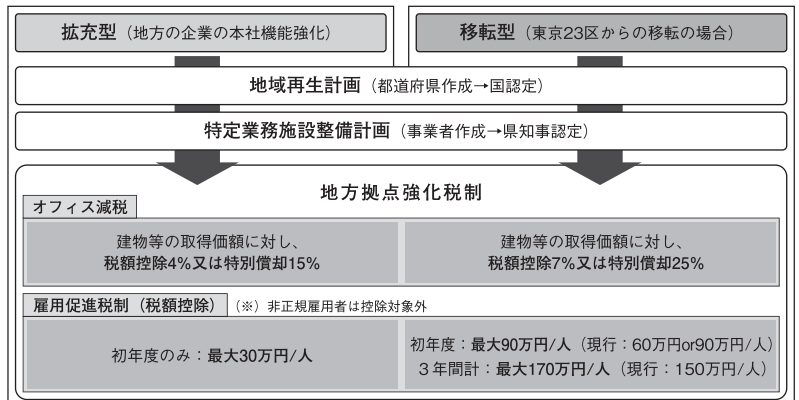 拡充型（地方の企業の本社機能強化）
移転型（東京23区からの移転の場合）
地域再生計画（都道府県作成→国認定）
特定業務施設整備計画（事業者作成→県知事認定）
地方拠点強化税制
オフィス減税
建物等の取得価額に対し、
税額控除4%又は特別償却15%
建物等の取得価額に対し、
税額控除7%又は特別償却25%
雇用促進税制（税額控除）（※）非正規雇用者は控除対象外
初年度のみ：最大30万円/人
初年度：最大90万円/人（現行：60万円or90万円/人）
３年間計：最大170万円/人（現行：150万円/人）